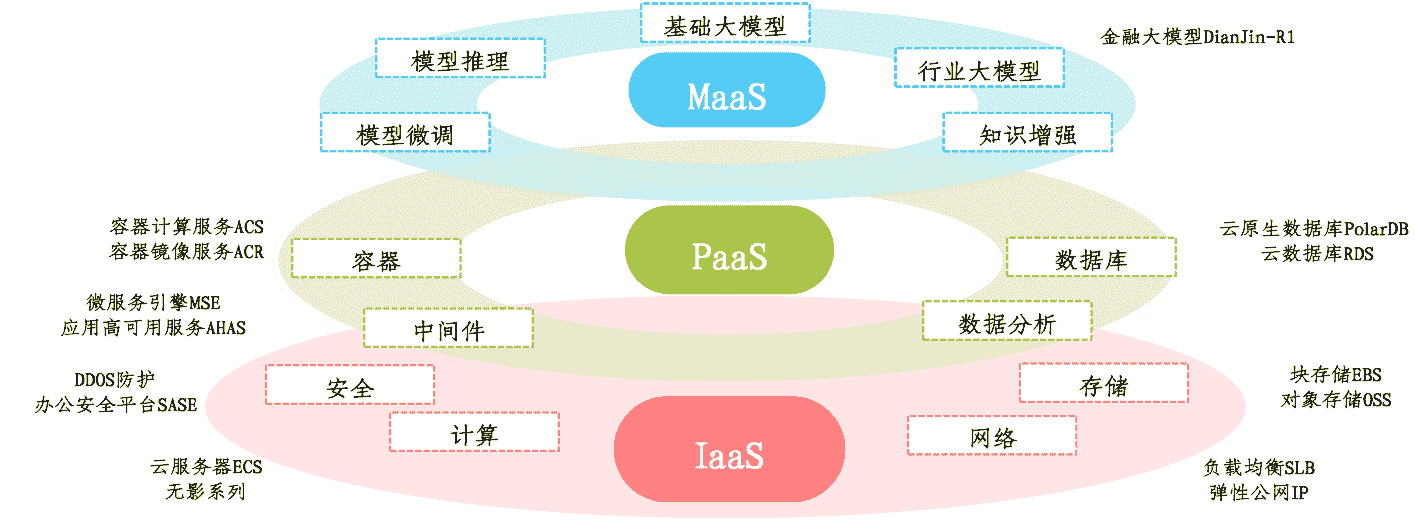 基础大模型
金融大模型DianJin-R1
模型推理
行业大模型
MaaS
模型微调
知识增强
容器计算服务ACS
容器镜像服务ACR
云原生数据库PolarDB
云数据库RDS
容器
PaaS
数据库
微服务引擎MSE
应用高可用服务AHAS
中间件
数据分析
DDOS防护
办公安全平台SASE
安全
存储
块存储EBS
对象存储OSS
计算
网络
IaaS
云服务器ECS
无影系列
负载均衡SLB
弹性公网IP